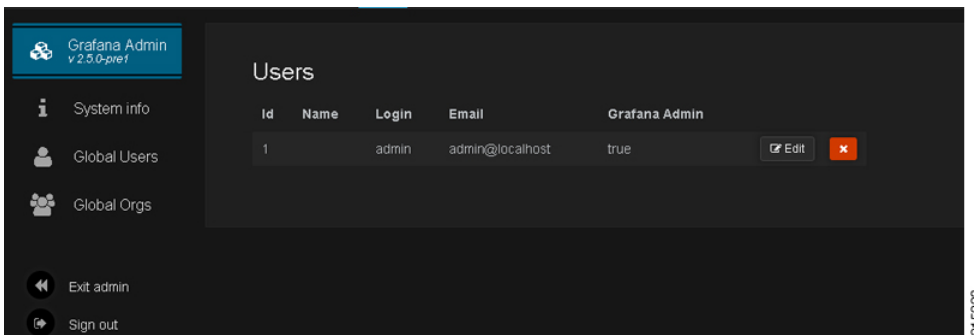 Grafana Admin
v 2.5.0-pre1
System info
Global Users
Global Orgs
Exit admin
Sign out
Users
Id Name Login Email Grafana Admin
1 admin admin@localhost true Edit